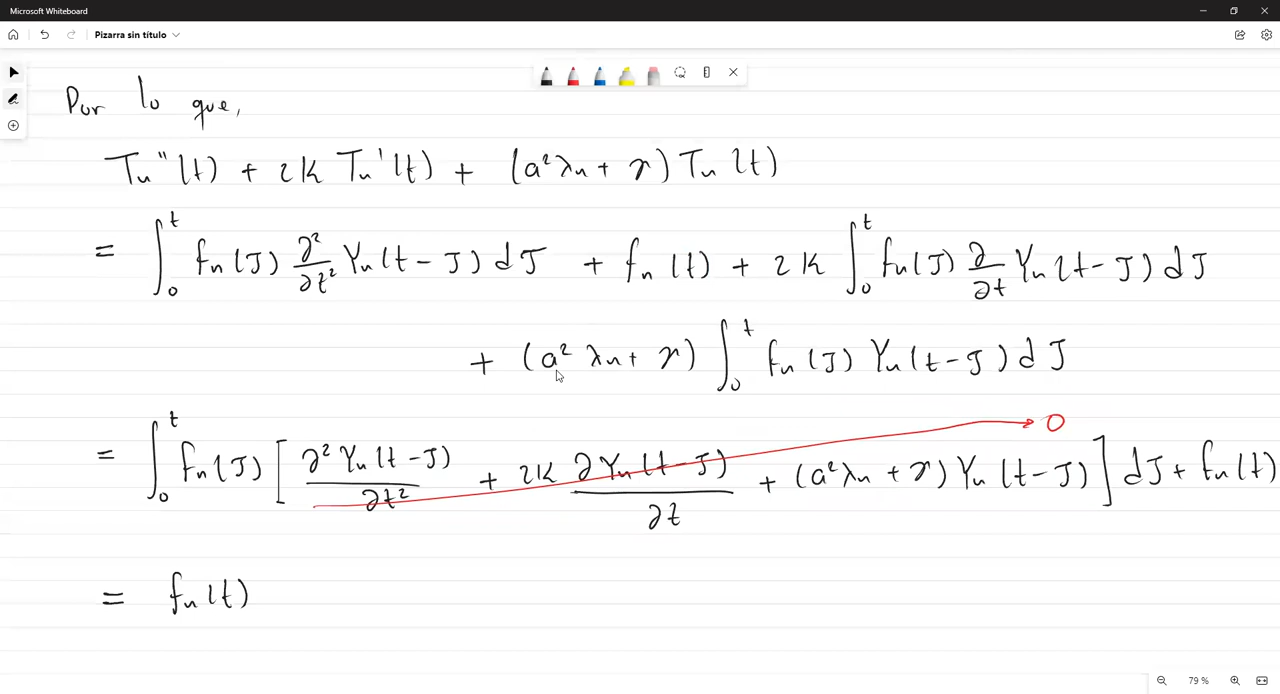 Microsoft Whiteboard
Pizarra sin título
Por lo que,
Tn''(t) + 2K Tn'(t) + (a²λn + γ) Tn(t)
= ∫₀ᵗ fn(J) ∂²/∂t² Yn(t-J) dJ + fn(t) + 2K ∫₀ᵗ fn(J) ∂/∂t Yn(t-J) dJ
+ (a² λn + γ) ∫₀ᵗ fn(J) Yn(t-J) dJ
= ∫₀ᵗ fn(J) [ ∂² Yn(t-J)/∂t² + 2K ∂Yn(t-J)/∂t + (a²λn + γ) Yn(t-J) ] dJ + fn(t) → 0
= fn(t)
79 %